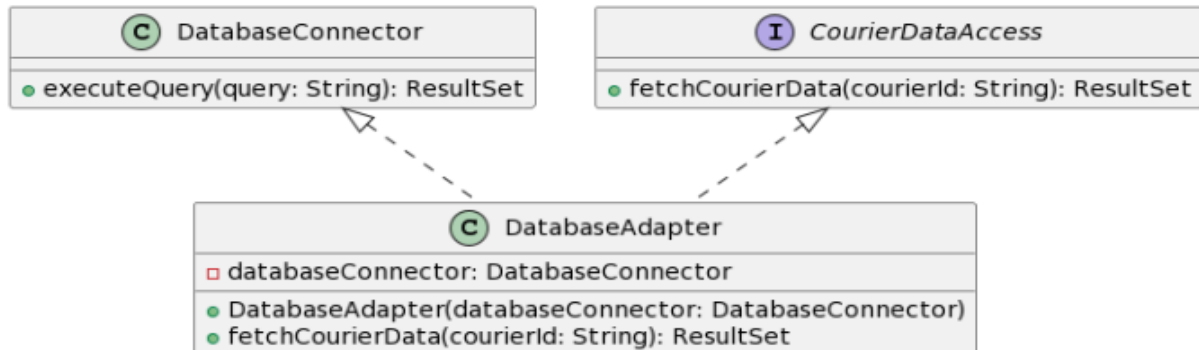 C DatabaseConnector
executeQuery(query: String): ResultSet
I CourierDataAccess
fetchCourierData(courierId: String): ResultSet
C DatabaseAdapter
databaseConnector: DatabaseConnector
DatabaseAdapter(databaseConnector: DatabaseConnector)
fetchCourierData(courierId: String): ResultSet